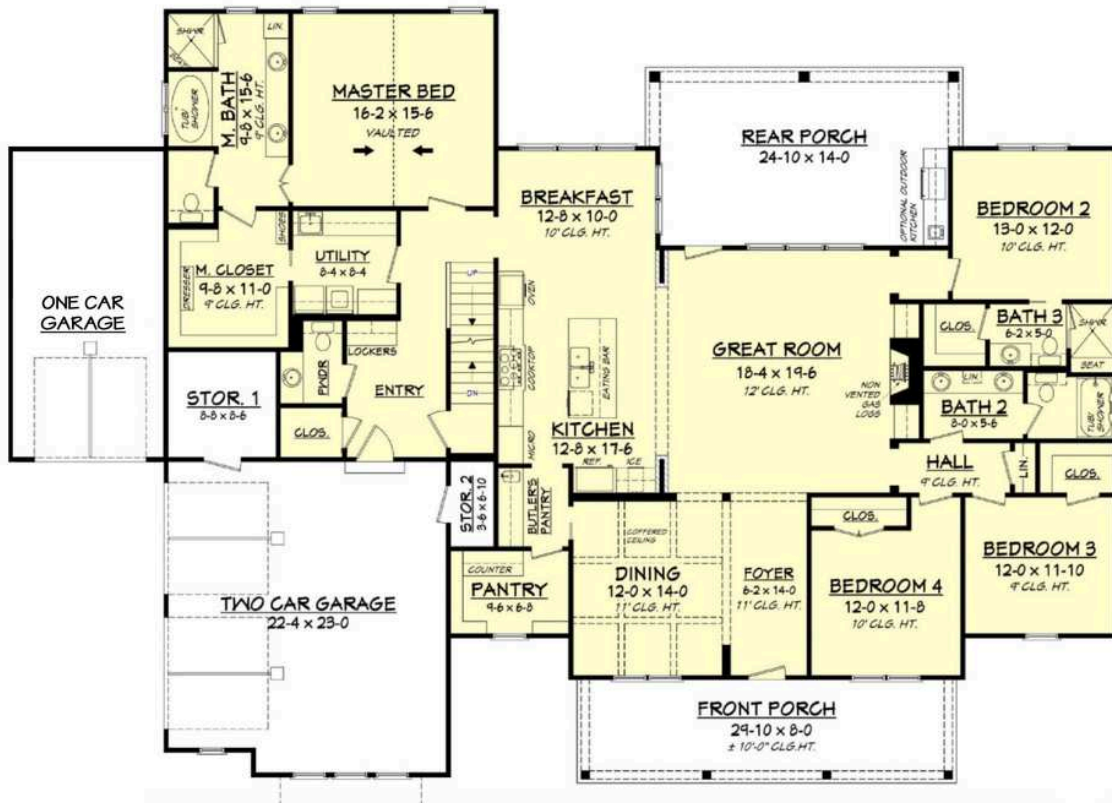 SHWR
SEAT
LIN.
TUB/
SHOWER
M. BATH
9-8 x 15-6
9' CLG. HT.
MASTER BED
16-2 x 15-6
VAULTED
REAR PORCH
24-10 x 14-0
OPTIONAL OUTDOOR
KITCHEN
BREAKFAST
12-8 x 10-0
10' CLG. HT.
BEDROOM 2
13-0 x 12-0
10' CLG. HT.
SHOES
UTILITY
8-4 x 8-4
M. CLOSET
9-8 x 11-0
9' CLG. HT.
DRESSER
UP
OVEN
ONE CAR
GARAGE
LOCKERS
PWDR
ENTRY
DN
COOKTOP
EATING BAR
GREAT ROOM
18-4 x 19-6
12' CLG. HT.
NON
VENTED
GAS
LOGS
CLOS.
BATH 3
6-2 x 5-0
SHWR
SEAT
LIN.
BATH 2
8-0 x 5-6
TUB/
SHOWER
STOR. 1
8-8 x 8-6
CLOS.
MICRO
KITCHEN
12-8 x 17-6
REF.
ICE
HALL
9' CLG. HT.
LIN.
CLOS.
STOR. 2
3-6 x 6-10
BUTLER'S
PANTRY
COFFERED
CEILING
CLOS.
COUNTER
PANTRY
9-6 x 6-8
DINING
12-0 x 14-0
11' CLG. HT.
FOYER
8-2 x 14-0
11' CLG. HT.
BEDROOM 4
12-0 x 11-8
10' CLG. HT.
BEDROOM 3
12-0 x 11-10
9' CLG. HT.
TWO CAR GARAGE
22-4 x 23-0
FRONT PORCH
29-10 x 8-0
± 10'-0" CLG.HT.